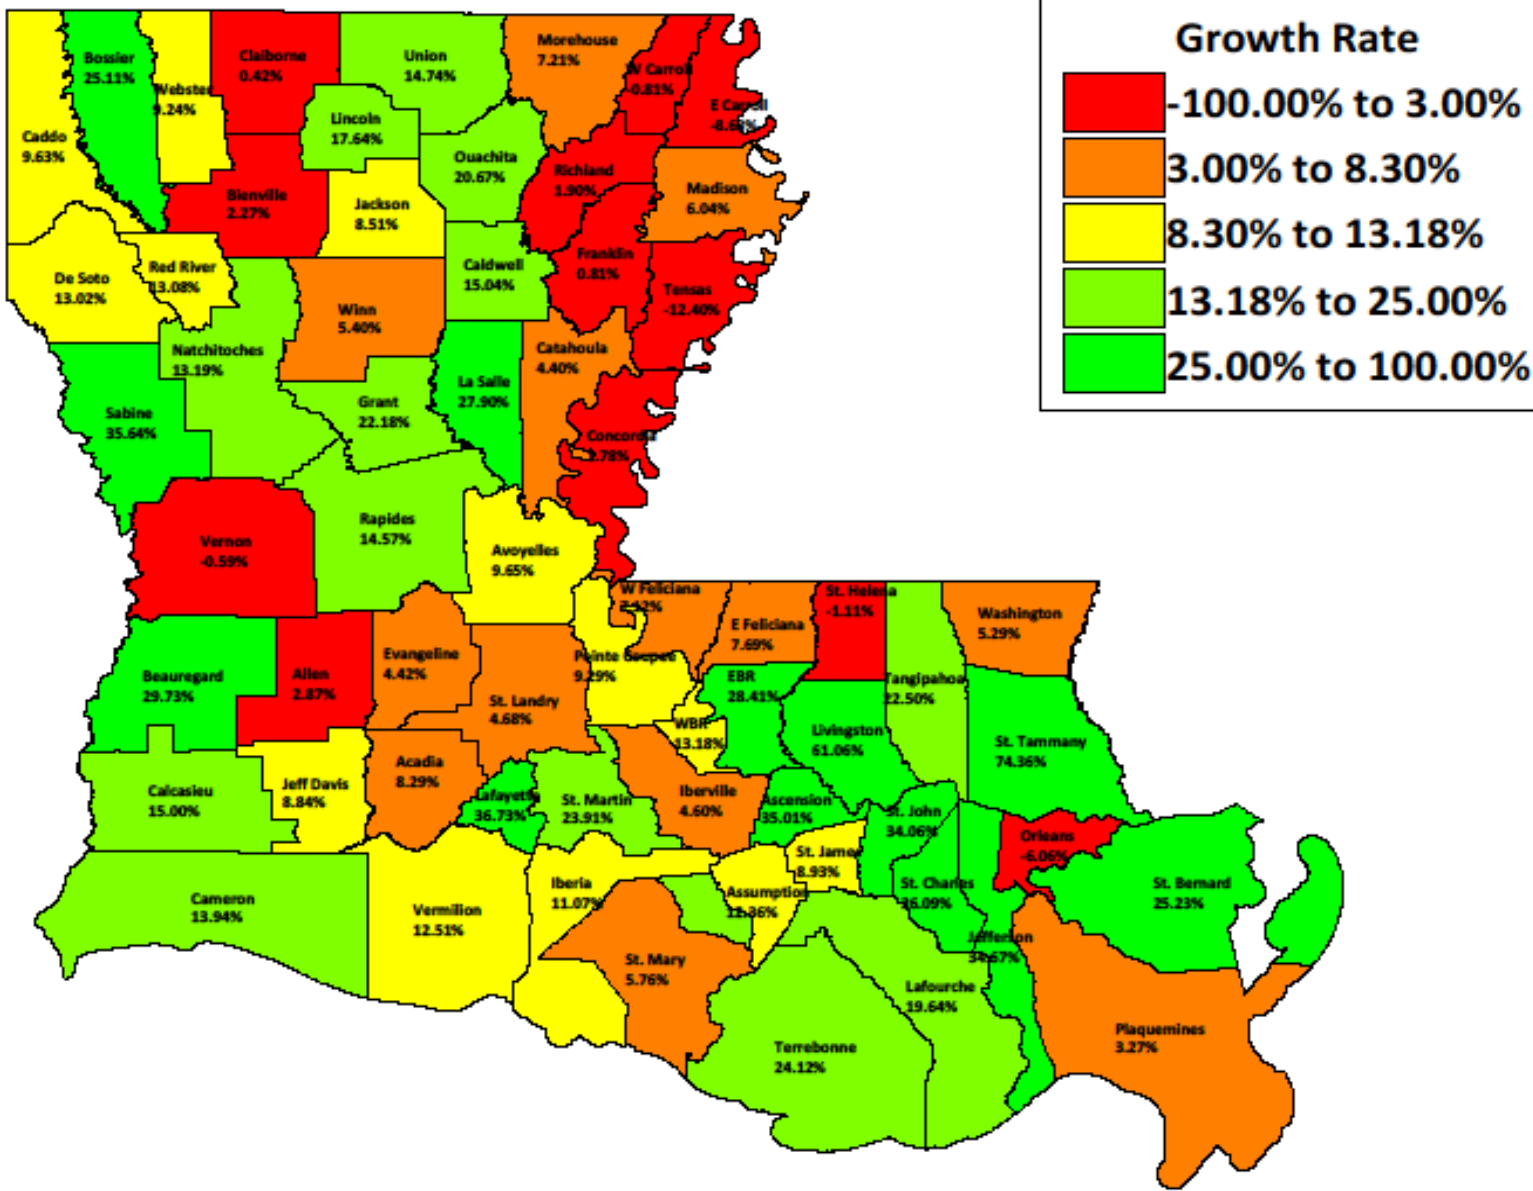 Growth Rate
-100.00% to 3.00%
3.00% to 8.30%
8.30% to 13.18%
13.18% to 25.00%
25.00% to 100.00%
Caddo
9.63%
Bossier
25.11%
Webster
9.24%
Claiborne
0.42%
Union
14.74%
Lincoln
17.64%
Morehouse
7.21%
W Carroll
-0.81%
E Carroll
Ouachita
20.67%
Richland
1.90%
Madison
6.04%
Bienville
2.27%
Jackson
8.51%
De Soto
13.02%
Red River
13.08%
Caldwell
15.04%
Franklin
0.81%
Tensas
-12.40%
Winn
5.40%
Natchitoches
13.19%
Catahoula
4.40%
La Salle
27.90%
Grant
22.18%
Sabine
35.64%
Concordia
Vernon
-0.59%
Rapides
14.57%
Avoyelles
9.65%
W Feliciana
E Feliciana
7.69%
St. Helena
-1.11%
Washington
5.29%
Beauregard
29.73%
Allen
2.87%
Evangeline
4.42%
St. Landry
4.68%
Pointe Coupee
9.29%
EBR
28.41%
Tangipahoa
22.50%
WBR
13.18%
Livingston
61.06%
St. Tammany
74.36%
Calcasieu
15.00%
Jeff Davis
8.84%
Acadia
8.29%
Lafayette
36.73%
St. Martin
23.91%
Iberville
4.60%
Ascension
35.01%
St. John
34.06%
St. James
8.93%
Orleans
-6.06%
St. Charles
Cameron
13.94%
Vermilion
12.51%
Iberia
11.07%
Assumption
St. Bernard
25.23%
Jefferson
34.67%
St. Mary
5.76%
Lafourche
19.64%
Terrebonne
24.12%
Plaquemines
3.27%